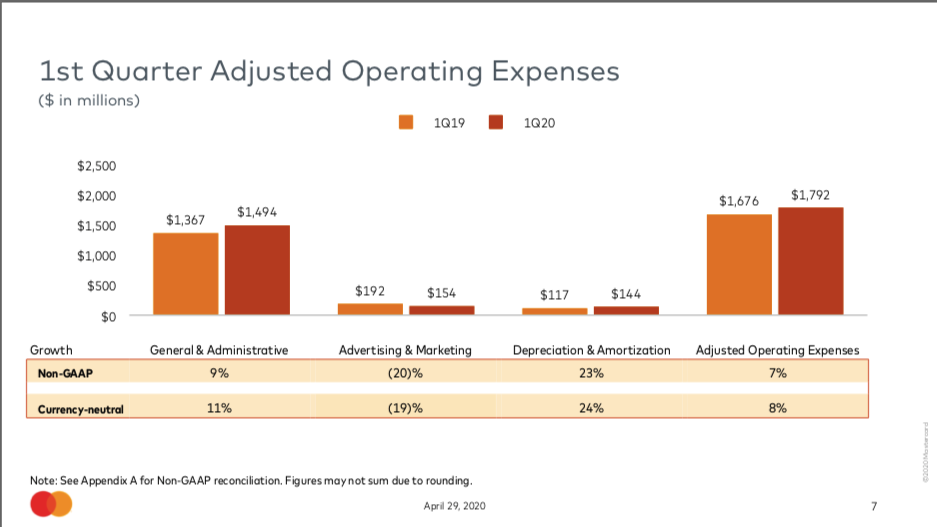 1st Quarter Adjusted Operating Expenses
($ in millions)
1Q19 1Q20
$2,500
$2,000
$1,500
$1,000
$500
$0
$1,367 $1,494
$192 $154
$117 $144
$1,676 $1,792
Growth General & Administrative Advertising & Marketing Depreciation & Amortization Adjusted Operating Expenses
Non-GAAP 9% (20)% 23% 7%
Currency-neutral 11% (19)% 24% 8%
Note: See Appendix A for Non-GAAP reconciliation. Figures may not sum due to rounding.
April 29, 2020
7
©2020 Mastercard